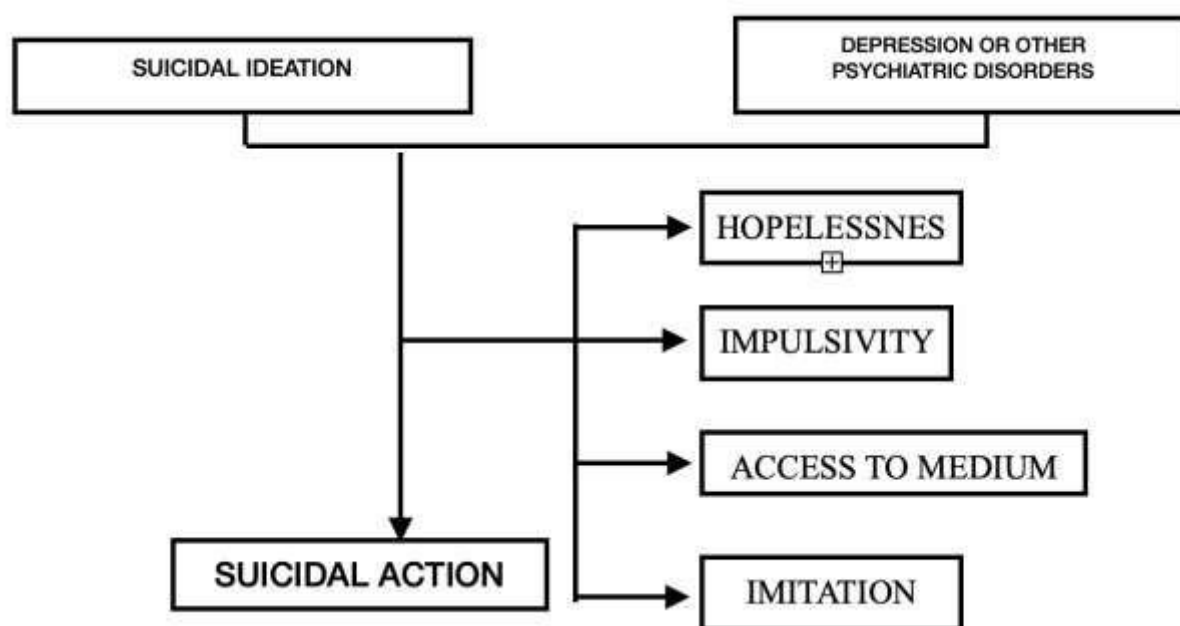 SUICIDAL IDEATION
DEPRESSION OR OTHER
PSYCHIATRIC DISORDERS
HOPELESSNES
IMPULSIVITY
ACCESS TO MEDIUM
SUICIDAL ACTION
IMITATION